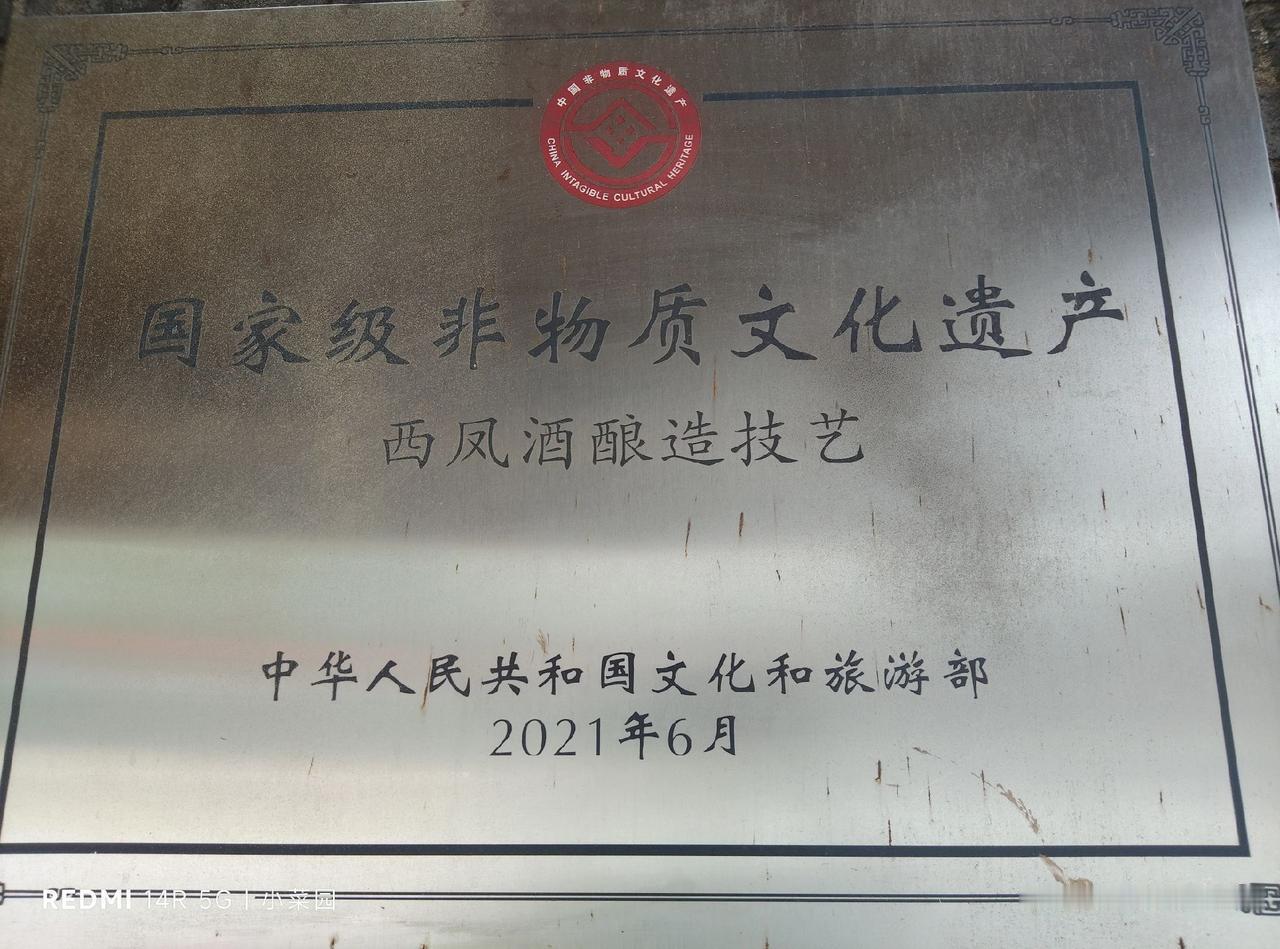 中国非物质文化遗产
CHINA INTAGIBLE CULTURAL HERITAGE
国家级非物质文化遗产
西凤酒酿造技艺
中华人民共和国文化和旅游部
2021年6月
REDMI 14R 5G | 小菜园